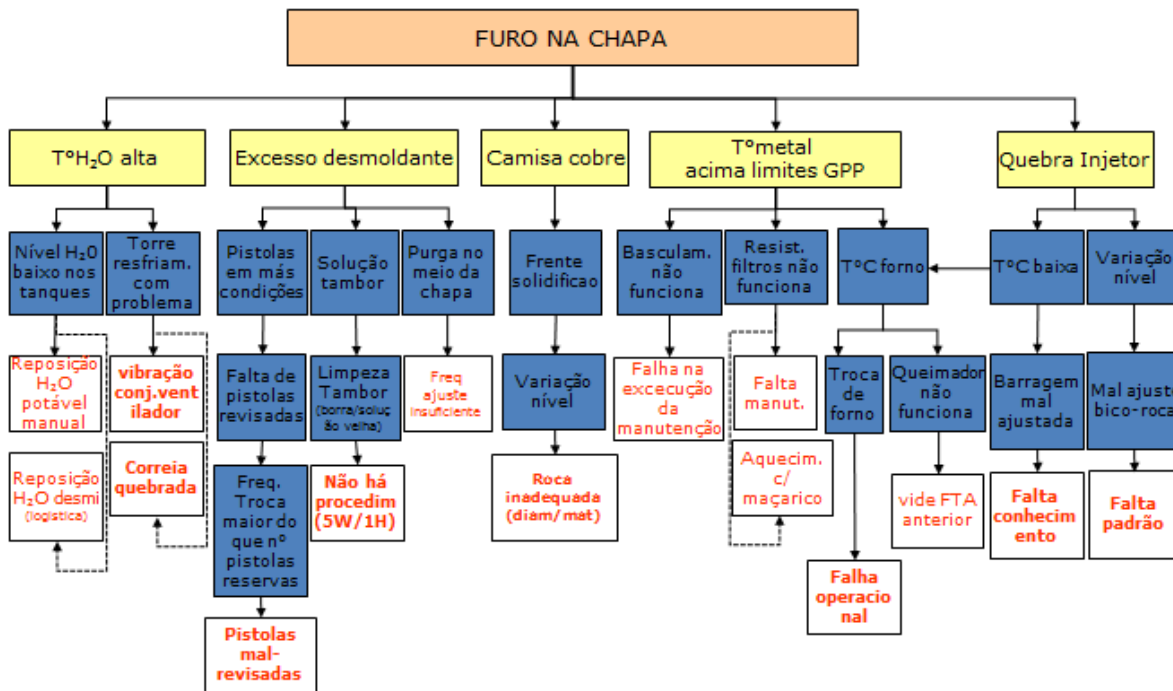 FURO NA CHAPA
T°H₂O alta
Excesso desmoldante
Camisa cobre
T°metal
acima limites GPP
Quebra Injetor
Nível H₂0
baixo nos
tanques
Torre
resfriam.
com
problema
Pistolas
em más
condições
Solução
tambor
Purga no
meio da
chapa
Frente
solidificao
Basculam.
não
funciona
Resist.
filtros não
funciona
T°C forno
T°C baixa
Variação
nível
Reposição
H₂O
potável
manual
vibração
conj.vent
ilador
Falta de
pistolas
revisadas
Limpeza
Tambor
(borra/soluç
ão velha)
Freq
ajuste
insuficiente
Variação
nível
Falha na
excecução
da
manutenção
Falta
manut.
Troca
de
forno
Queimador
não
funciona
Barragem
mal
ajustada
Mal ajuste
bico-roca
Reposição
H₂O desmi
(logistica)
Correia
quebrada
Freq.
Troca
maior do
que nº
pistolas
reservas
Não há
procedim
(5W/1H)
Roca
inadequada
(diam/mat)
Aquecim.
c/
maçarico
vide FTA
anterior
Falta
conhecim
ento
Falta
padrão
Falha
operacio
nal
Pistolas
mal-
revisadas